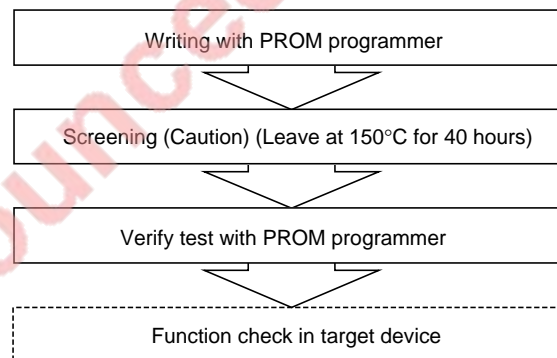 Writing with PROM programmer
Screening (Caution) (Leave at 150°C for 40 hours)
Verify test with PROM programmer
Function check in target device
ounced